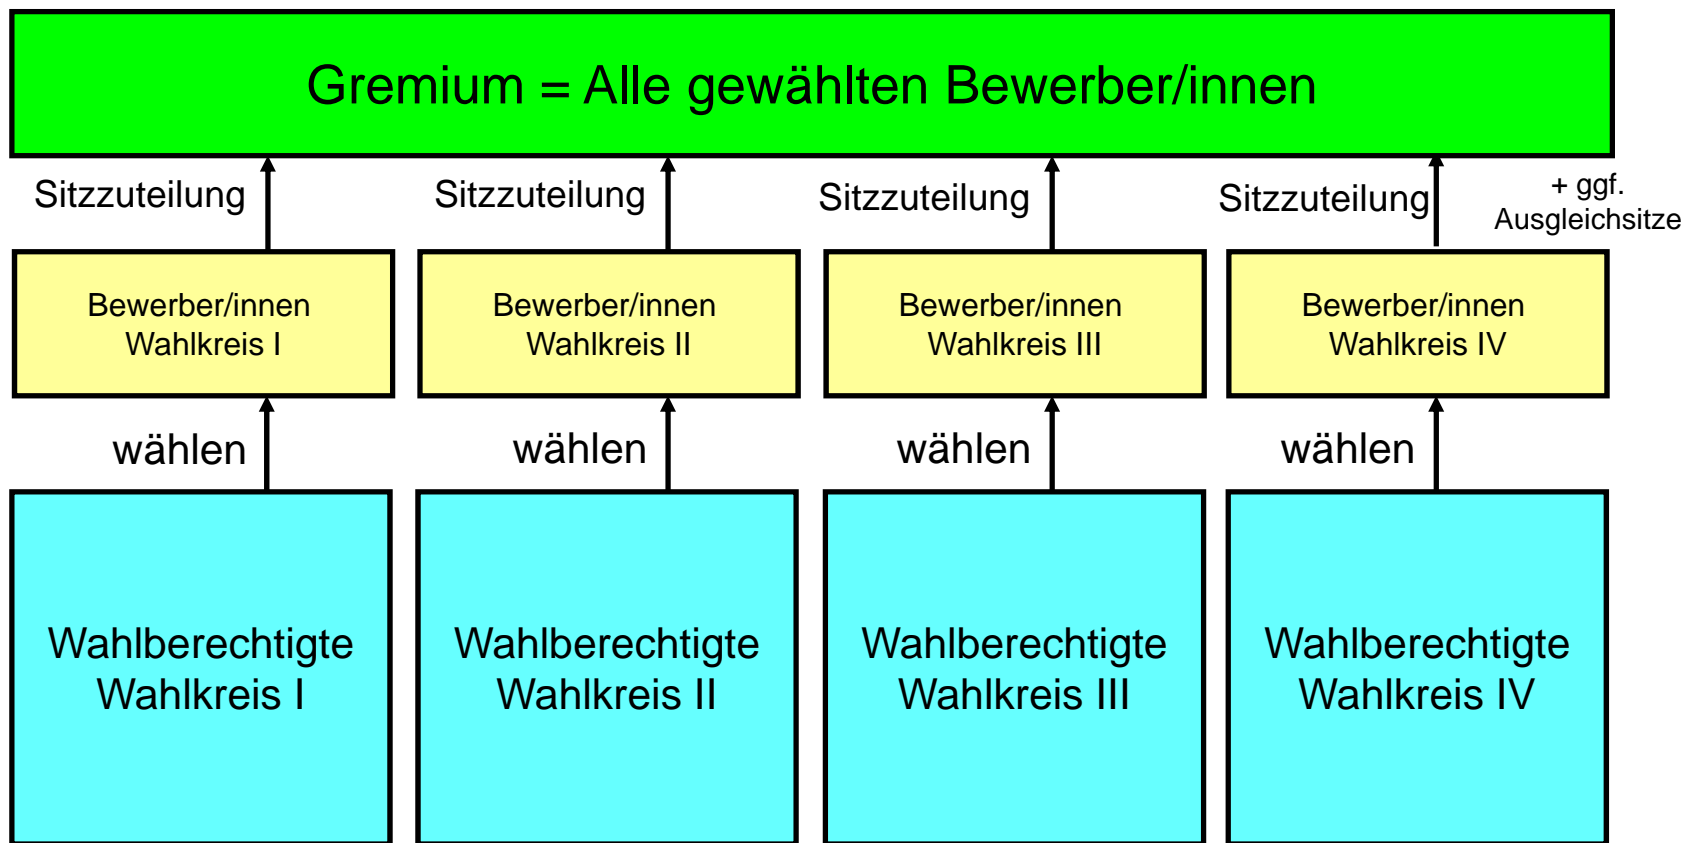 Gremium = Alle gewählten Bewerber/innen
Sitzzuteilung
Sitzzuteilung
Sitzzuteilung
Sitzzuteilung
+ ggf.
Ausgleichsitze
Bewerber/innen
Wahlkreis I
Bewerber/innen
Wahlkreis II
Bewerber/innen
Wahlkreis III
Bewerber/innen
Wahlkreis IV
wählen
wählen
wählen
wählen
Wahlberechtigte
Wahlkreis I
Wahlberechtigte
Wahlkreis II
Wahlberechtigte
Wahlkreis III
Wahlberechtigte
Wahlkreis IV